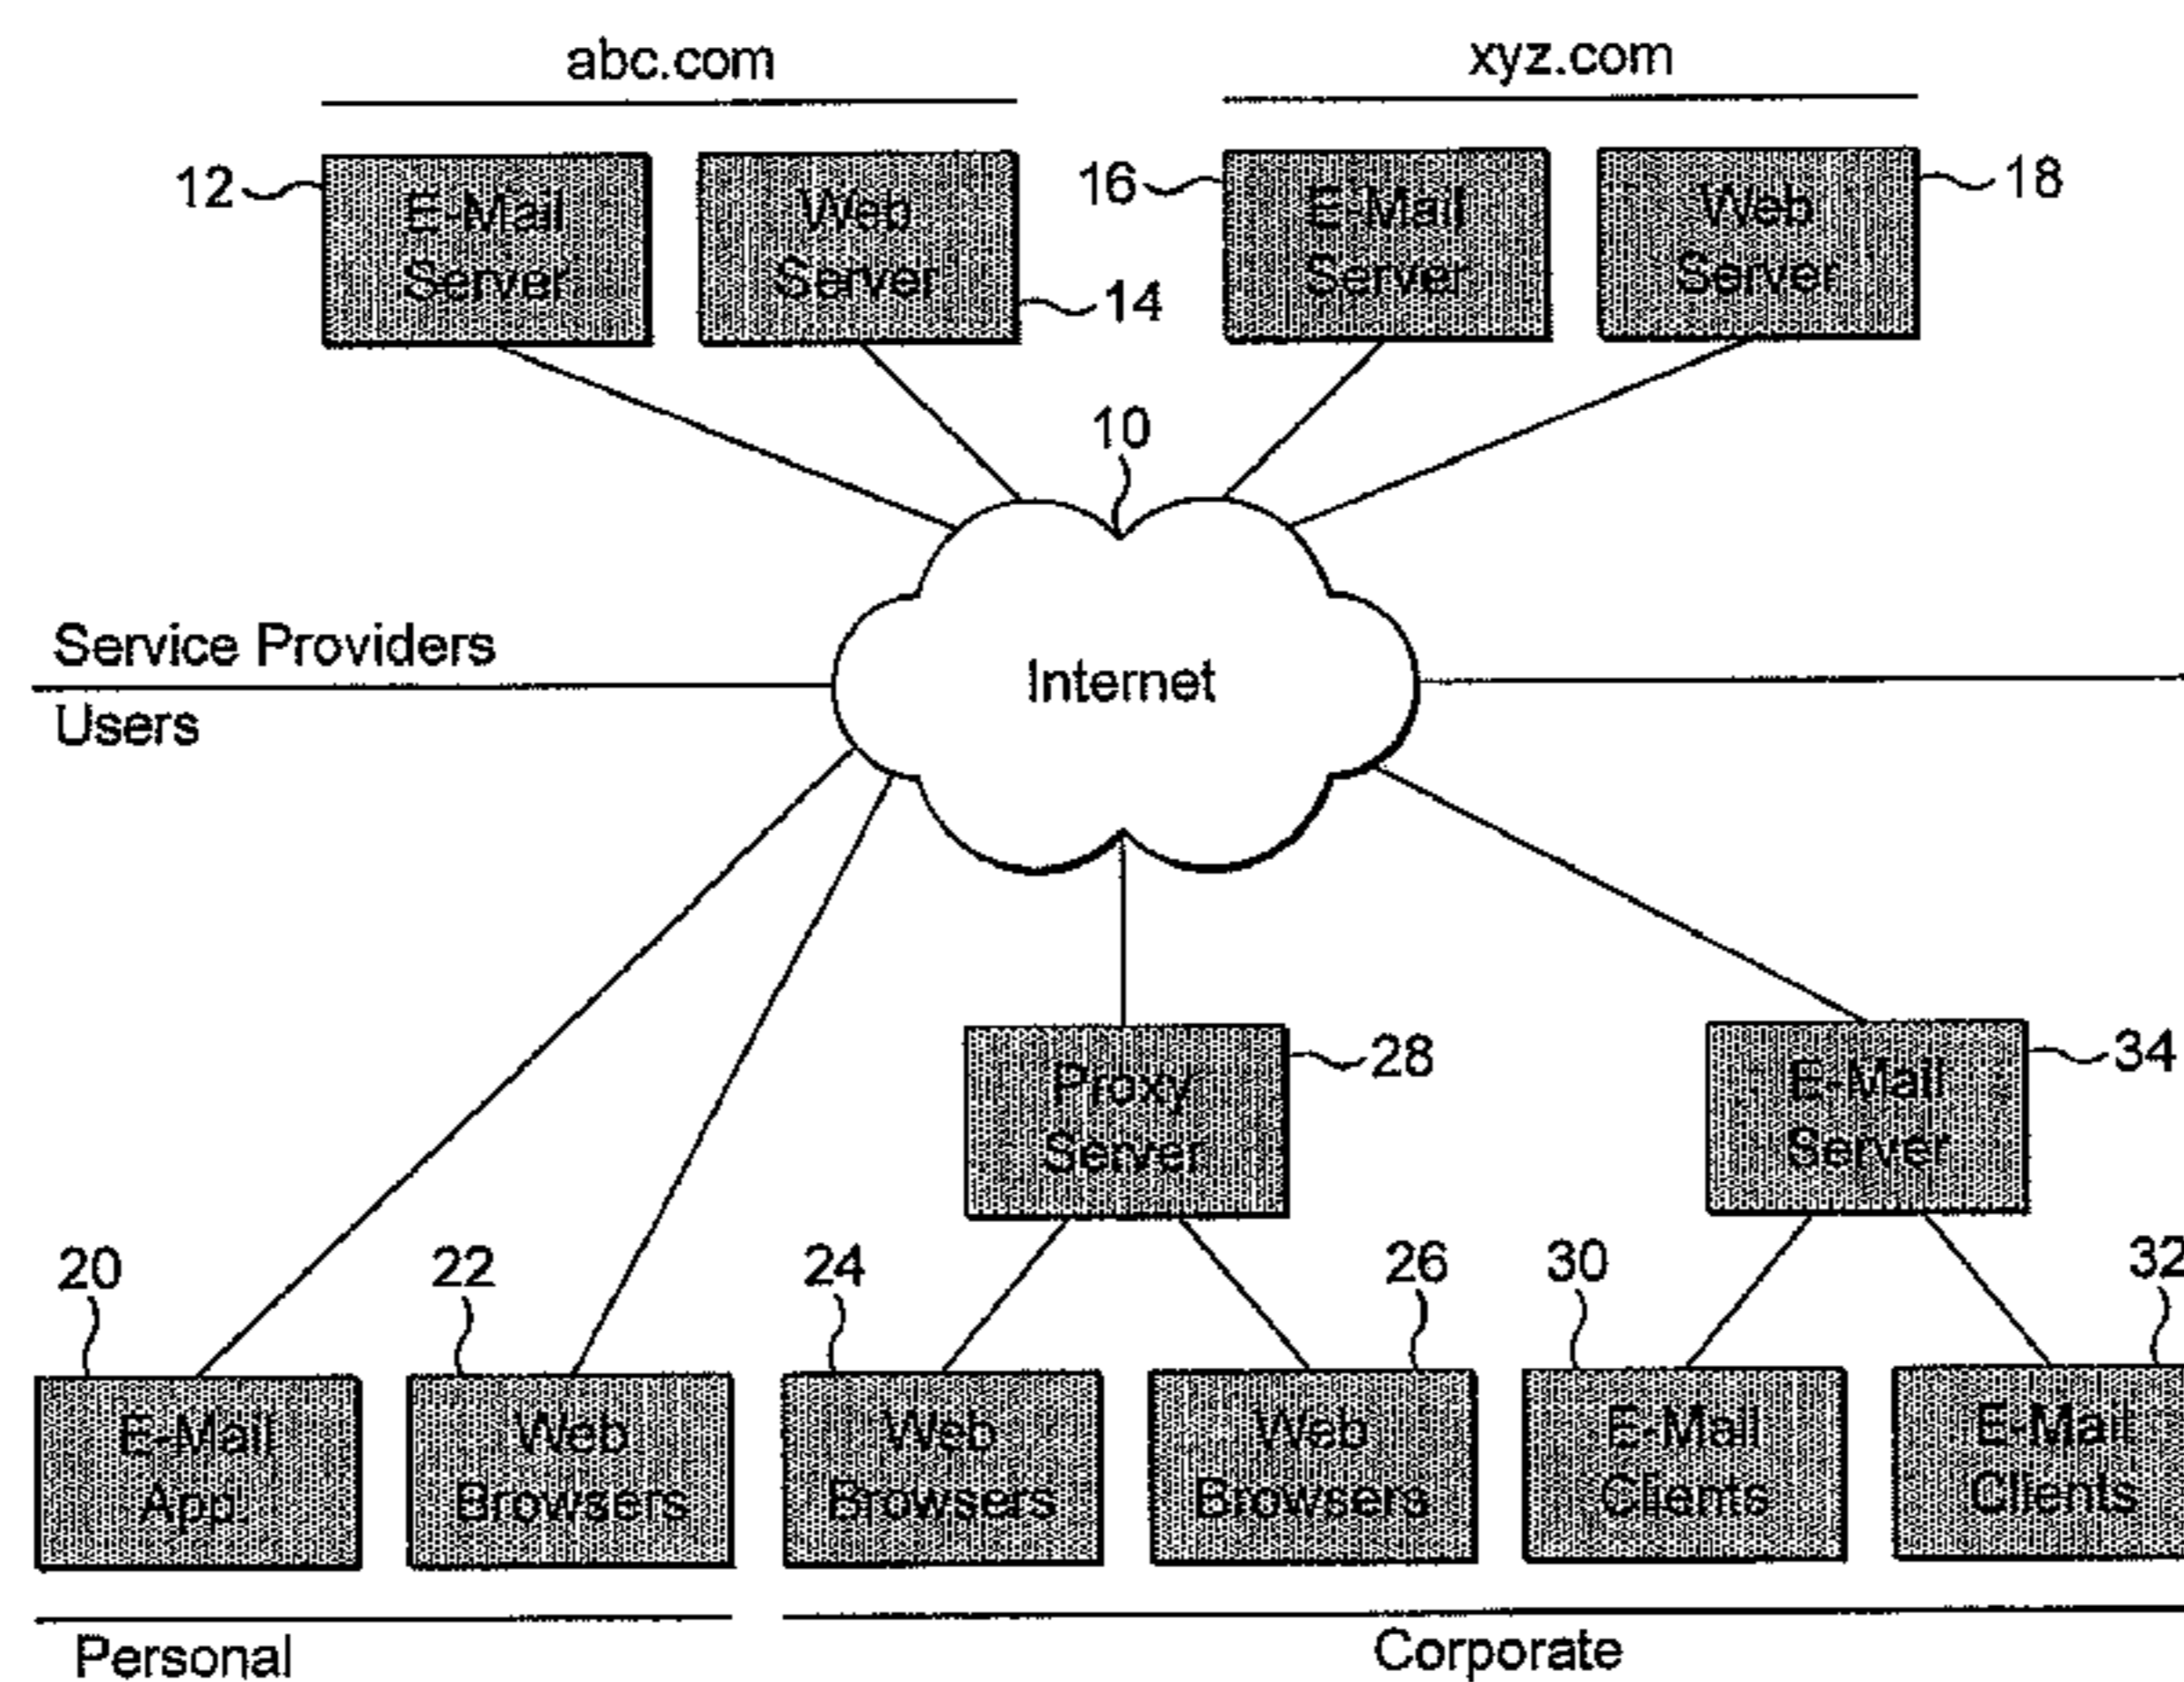 abc.com
xyz.com
12
E-Mail
Server
Web
Server
14
16
E-Mail
Server
Web
Server
18
10
Service Providers
Internet
Users
Proxy
Server
28
E-Mail
Server
34
20
22
24
26
30
32
E-Mail
App.
Web
Browsers
Web
Browsers
Web
Browsers
E-Mail
Clients
E-Mail
Clients
Personal
Corporate